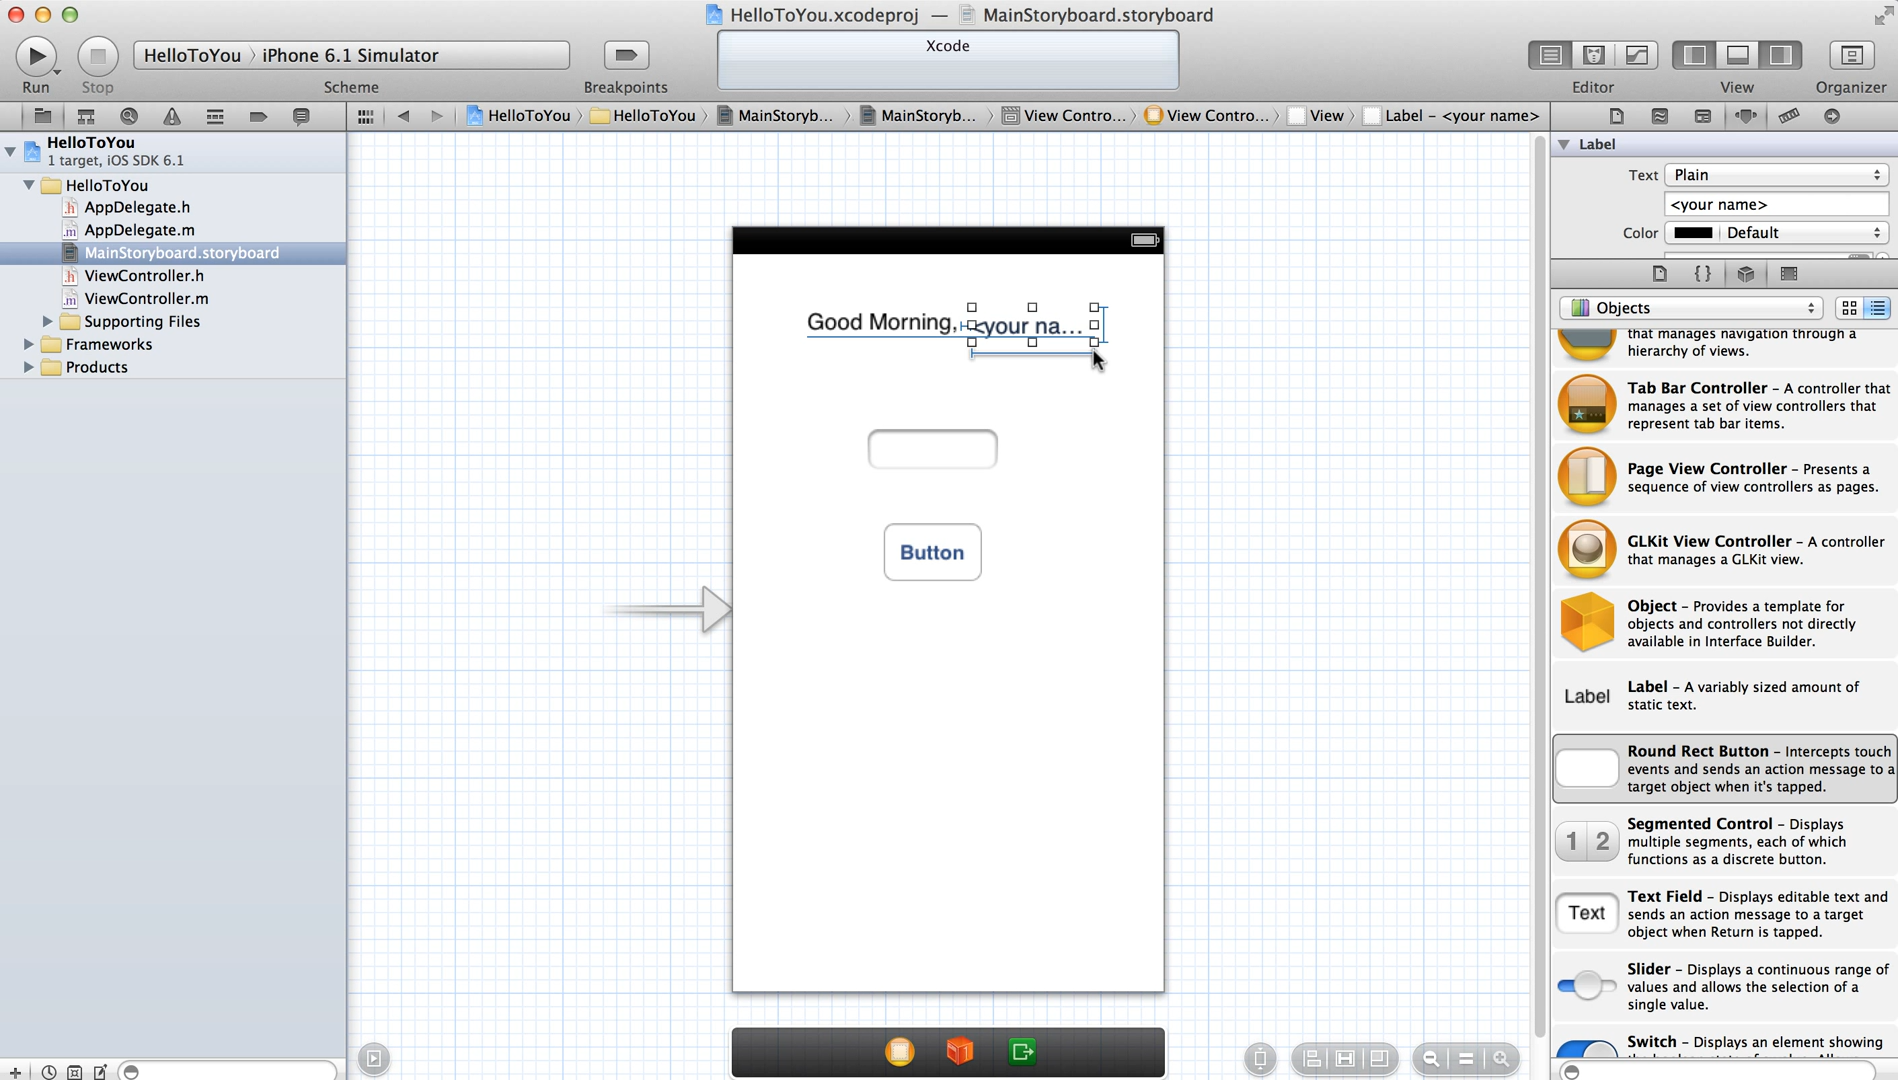 HelloToYou.xcodeproj — MainStoryboard.storyboard
HelloToYou iPhone 6.1 Simulator
Xcode
Run Stop Scheme Breakpoints Editor View Organizer
HelloToYou HelloToYou MainStoryb... MainStoryb... View Contro... View Contro... View Label - <your name>
HelloToYou
1 target, iOS SDK 6.1
HelloToYou
AppDelegate.h
AppDelegate.m
MainStoryboard.storyboard
ViewController.h
ViewController.m
Supporting Files
Frameworks
Products
Good Morning, <your na...
Button
Label
Text Plain
<your name>
Color Default
Objects
that manages navigation through a
hierarchy of views.
Tab Bar Controller – A controller that
manages a set of view controllers that
represent tab bar items.
Page View Controller – Presents a
sequence of view controllers as pages.
GLKit View Controller – A controller
that manages a GLKit view.
Object – Provides a template for
objects and controllers not directly
available in Interface Builder.
Label
Label – A variably sized amount of
static text.
Round Rect Button – Intercepts touch
events and sends an action message to a
target object when it's tapped.
1 2
Segmented Control – Displays
multiple segments, each of which
functions as a discrete button.
Text
Text Field – Displays editable text and
sends an action message to a target
object when Return is tapped.
Slider – Displays a continuous range of
values and allows the selection of a
single value.
Switch – Displays an element showing